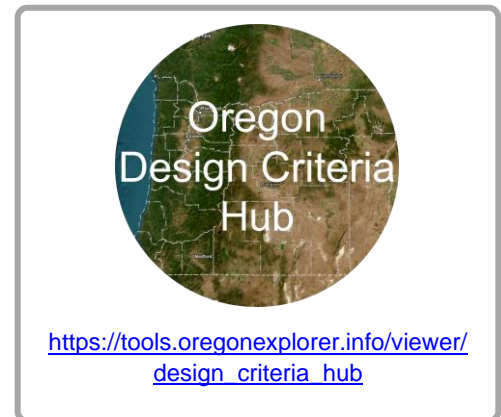 Oregon
Design Criteria
Hub
https://tools.oregonexplorer.info/viewer/
design_criteria_hub